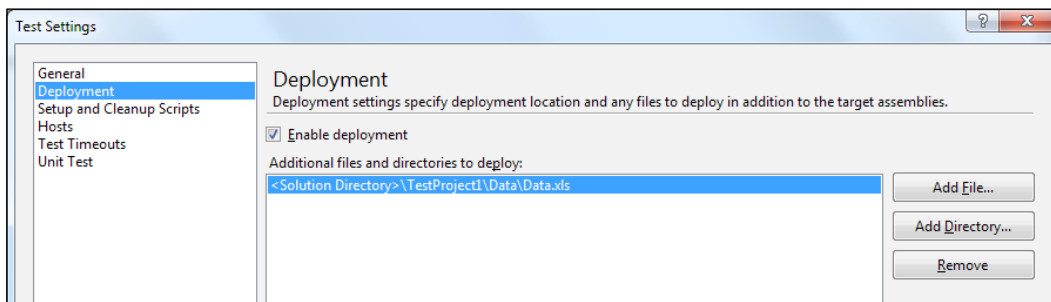 Test Settings
?
General
Deployment
Setup and Cleanup Scripts
Hosts
Test Timeouts
Unit Test
Deployment
Deployment settings specify deployment location and any files to deploy in addition to the target assemblies.
Enable deployment
Additional files and directories to deploy:
<Solution Directory>\TestProject1\Data\Data.xls
Add File...
Add Directory...
Remove